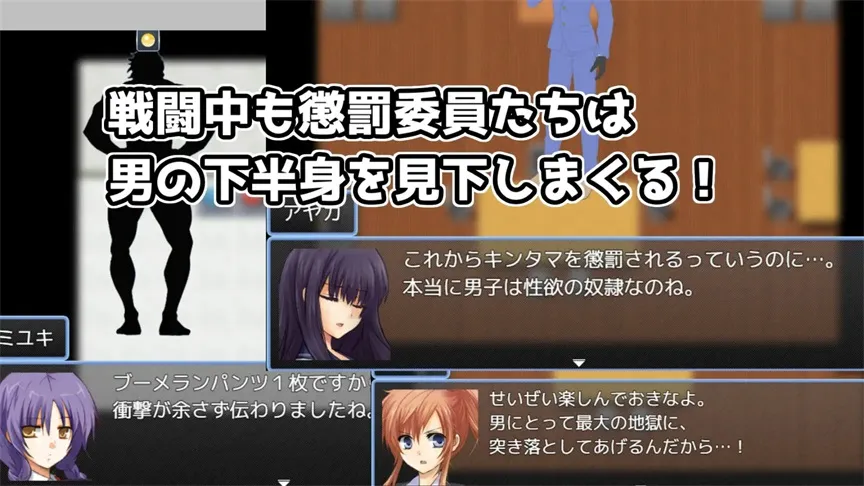 戦闘中も懲罰委員たちは
男の下半身を見下しまくる！
アヤカ
これからキンタマを懲罰されるっていうのに…。
本当に男子は性欲の奴隷なのね。
ミユキ
ブーメランパンツ１枚ですか
衝撃が余さず伝わりましたね。
せいぜい楽しんでおきなよ。
男にとって最大の地獄に、
突き落としてあげるんだから…！